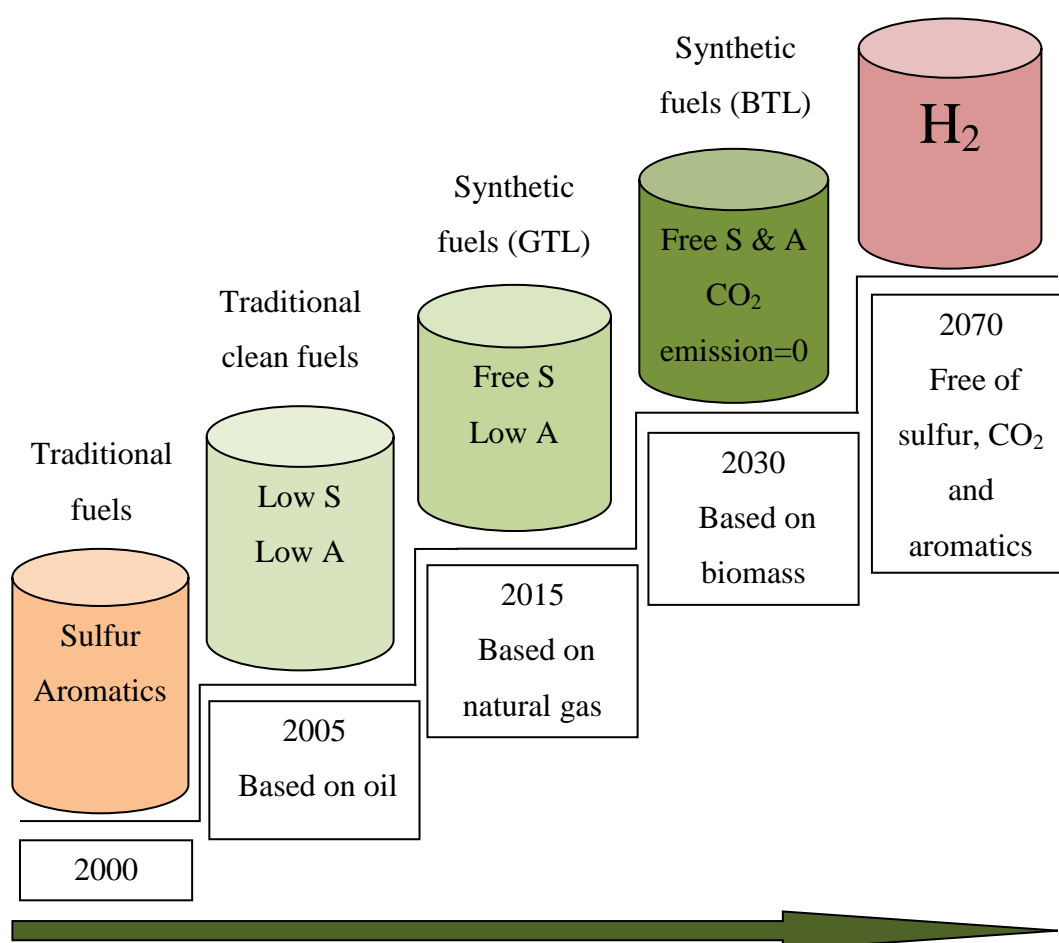 Traditional
fuels
Sulfur
Aromatics
2000
Traditional
clean fuels
Low S
Low A
2005
Based on oil
Synthetic
fuels (GTL)
Free S
Low A
2015
Based on
natural gas
Synthetic
fuels (BTL)
Free S & A
CO₂
emission=0
2030
Based on
biomass
H₂
2070
Free of
sulfur, CO₂
and
aromatics